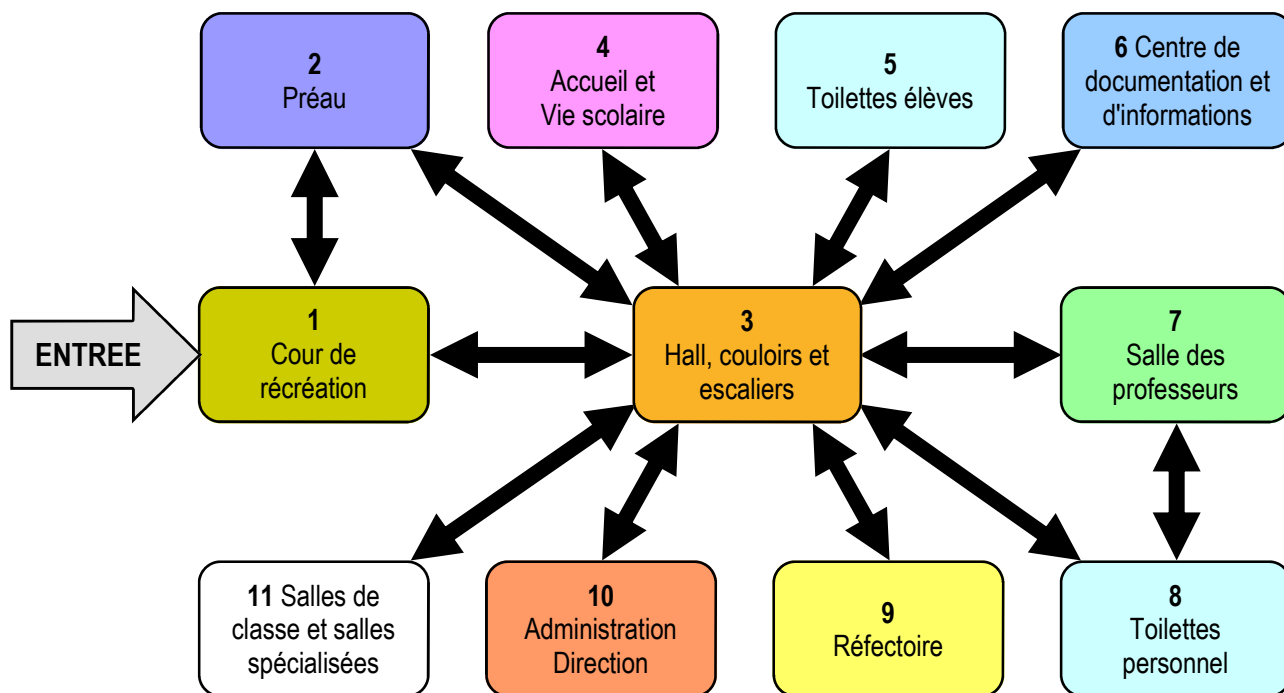 2
Préau
4
Accueil et
Vie scolaire
5
Toilettes élèves
6 Centre de
documentation et
d'informations
ENTREE
1
Cour de
récréation
3
Hall, couloirs et
escaliers
7
Salle des
professeurs
11 Salles de
classe et salles
spécialisées
10
Administration
Direction
9
Réfectoire
8
Toilettes
personnel